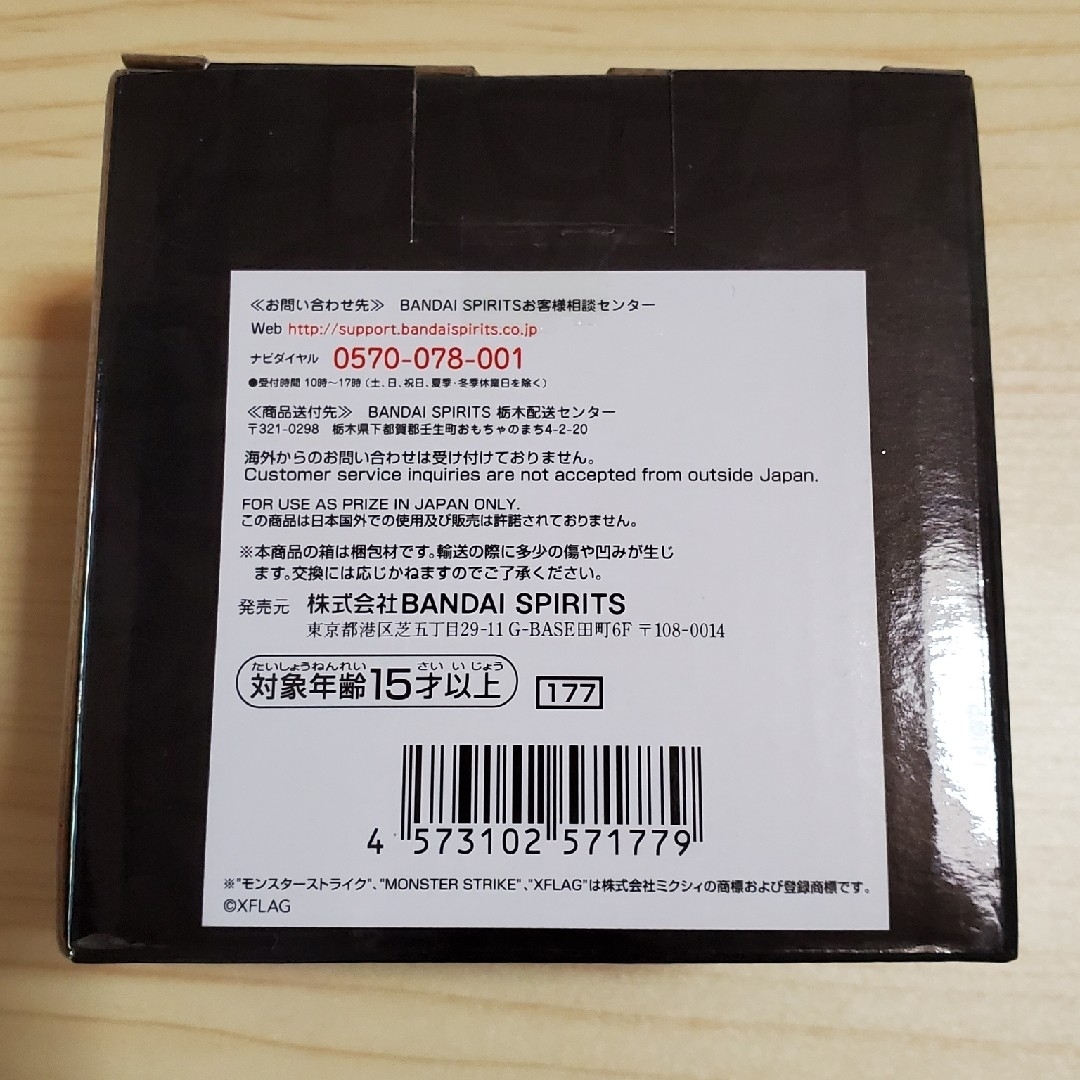 ≪お問い合わせ先≫ BANDAI SPIRITSお客様相談センター
Web http://support.bandaispirits.co.jp
ナビダイヤル 0570-078-001
●受付時間 10時～17時（土、日、祝日、夏季・冬季休業日を除く）
≪商品送付先≫ BANDAI SPIRITS 栃木配送センター
〒321-0298 栃木県下都賀郡壬生町おもちゃのまち4-2-20
海外からのお問い合わせは受け付けておりません。
Customer service inquiries are not accepted from outside Japan.
FOR USE AS PRIZE IN JAPAN ONLY.
この商品は日本国外での使用及び販売は許諾されておりません。
※本商品の箱は梱包材です。輸送の際に多少の傷や凹みが生じ
ます。交換には応じかねますのでご了承ください。
発売元 株式会社BANDAI SPIRITS
東京都港区芝五丁目29-11 G-BASE田町6F 〒108-0014
たいしょうねんれい さい いじょう
対象年齢15才以上
177
4 573102 571779
※"モンスターストライク"、"MONSTER STRIKE"、"XFLAG"は株式会社ミクシィの商標および登録商標です。
©XFLAG